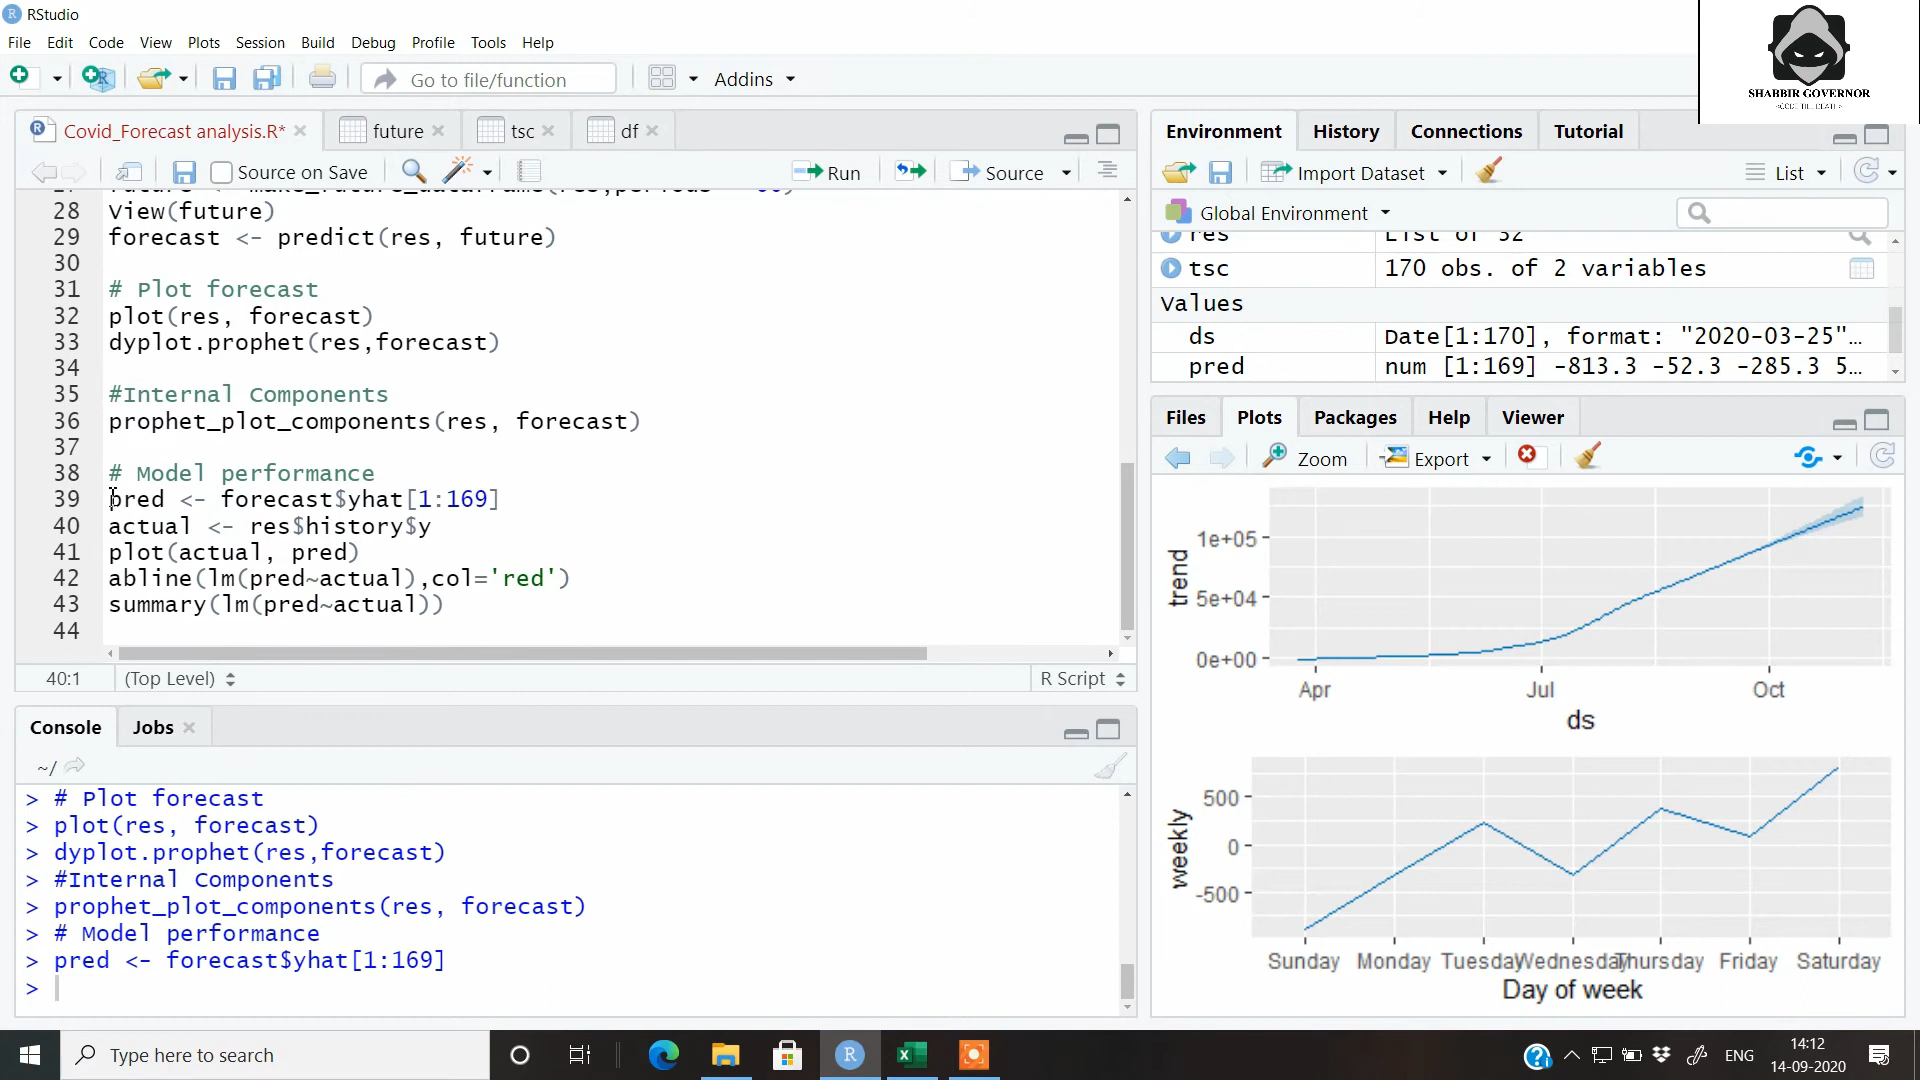 RStudio
SHABBIR GOVERNOR
File Edit Code View Plots Session Build Debug Profile Tools Help
Go to file/function Addins
Covid_Forecast analysis.R* future tsc df
Source on Save Run Source
28 View(future)
29 forecast <- predict(res, future)
30
31 # Plot forecast
32 plot(res, forecast)
33 dyplot.prophet(res,forecast)
34
35 #Internal Components
36 prophet_plot_components(res, forecast)
37
38 # Model performance
39 pred <- forecast$yhat[1:169]
40 actual <- res$history$y
41 plot(actual, pred)
42 abline(lm(pred~actual),col='red')
43 summary(lm(pred~actual))
44
40:1 (Top Level) R Script
Console Jobs
~/
> # Plot forecast
> plot(res, forecast)
> dyplot.prophet(res,forecast)
> #Internal Components
> prophet_plot_components(res, forecast)
> # Model performance
> pred <- forecast$yhat[1:169]
>
Environment History Connections Tutorial
Import Dataset List
Global Environment
res List of 32
tsc 170 obs. of 2 variables
Values
ds Date[1:170], format: "2020-03-25"…
pred num [1:169] -813.3 -52.3 -285.3 5…
Files Plots Packages Help Viewer
Zoom Export
trend
1e+05
5e+04
0e+00
Apr Jul Oct
ds
weekly
500
0
-500
Sunday Monday Tuesday Wednesday Thursday Friday Saturday
Day of week
Type here to search
ENG
14:12
14-09-2020